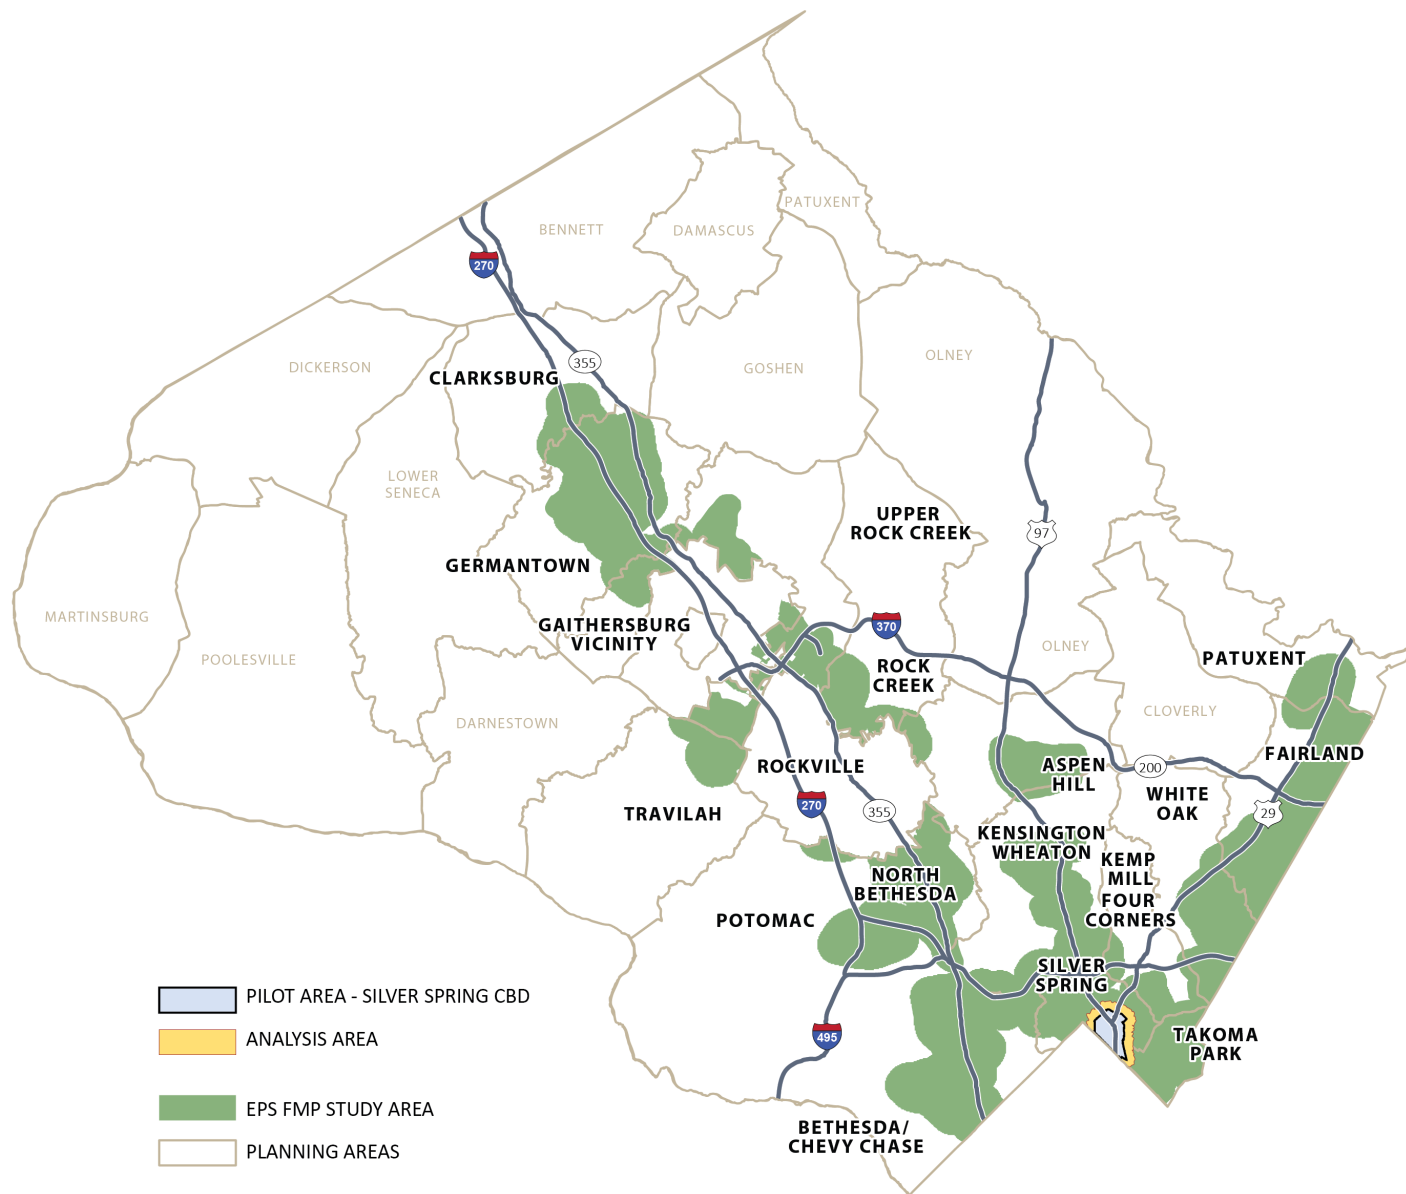 PATUXENT
BENNETT
DAMASCUS
270
355
DICKERSON
GOSHEN
OLNEY
CLARKSBURG
LOWER
SENECA
UPPER
ROCK CREEK
97
GERMANTOWN
MARTINSBURG
GAITHERSBURG
VICINITY
370
OLNEY
POOLESVILLE
PATUXENT
ROCK
CREEK
DARNESTOWN
CLOVERLY
FAIRLAND
ROCKVILLE
ASPEN
HILL
200
270
355
WHITE
OAK
29
TRAVILAH
KENSINGTON
WHEATON
KEMP
MILL
NORTH
BETHESDA
FOUR
CORNERS
POTOMAC
SILVER
SPRING
495
TAKOMA
PARK
BETHESDA/
CHEVY CHASE
PILOT AREA - SILVER SPRING CBD
ANALYSIS AREA
EPS FMP STUDY AREA
PLANNING AREAS